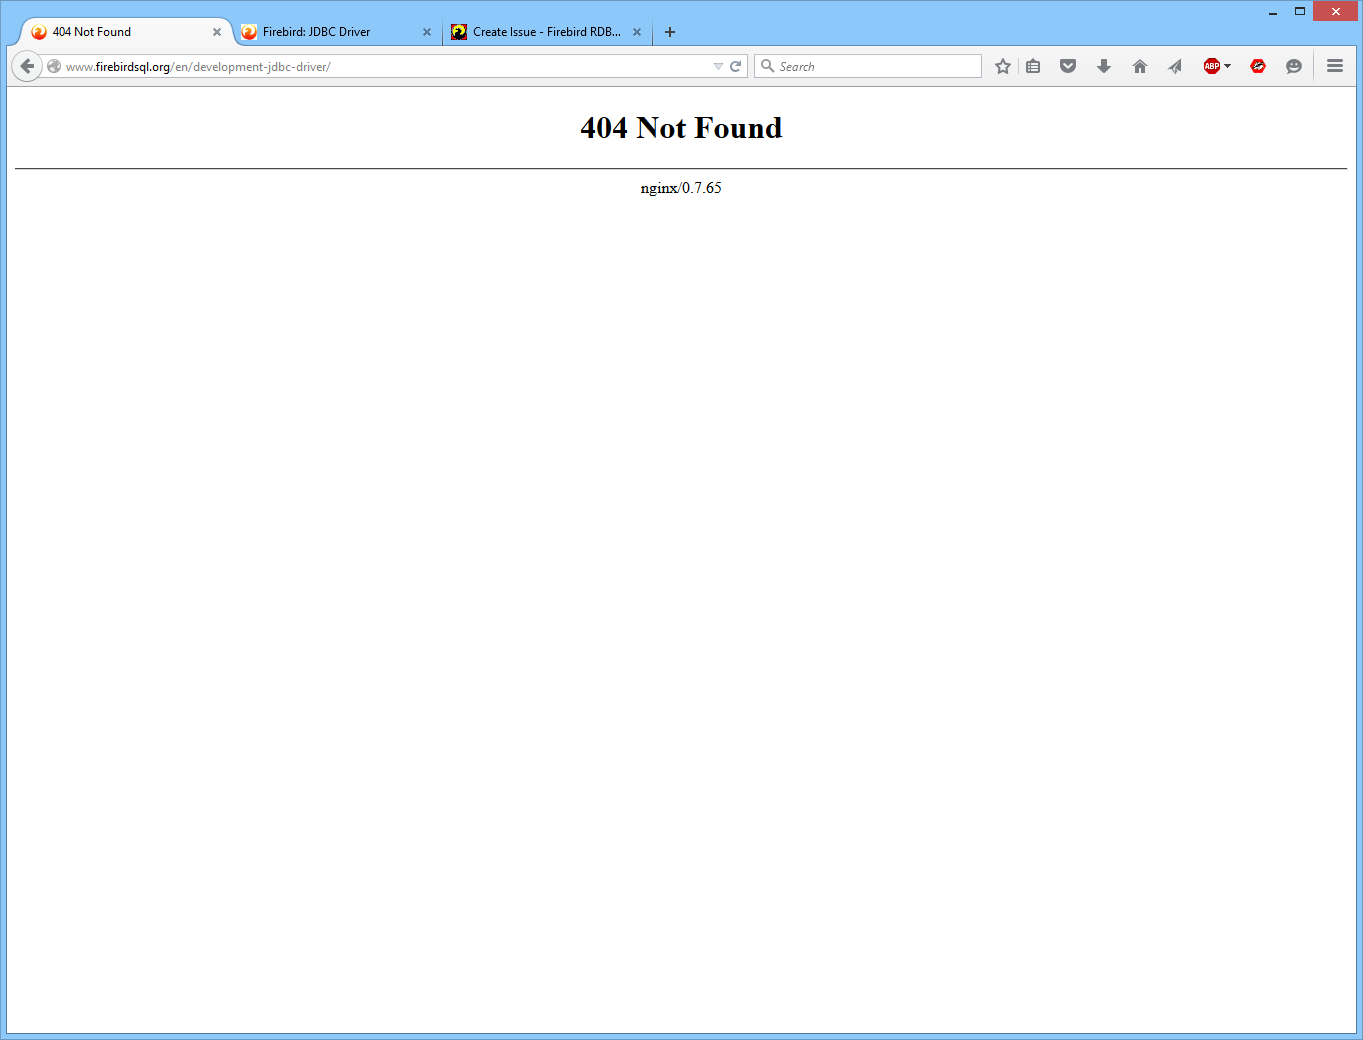 404 Not Found
Firebird: JDBC Driver
Create Issue - Firebird RDB...
www.firebirdsql.org/en/development-jdbc-driver/
Search
ABP
404 Not Found
nginx/0.7.65